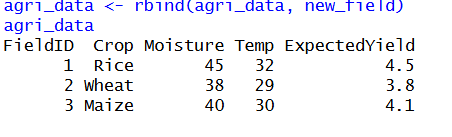 agri_data <- rbind(agri_data, new_field)
agri_data
FieldID Crop Moisture Temp ExpectedYield
1 Rice 45 32 4.5
2 Wheat 38 29 3.8
3 Maize 40 30 4.1